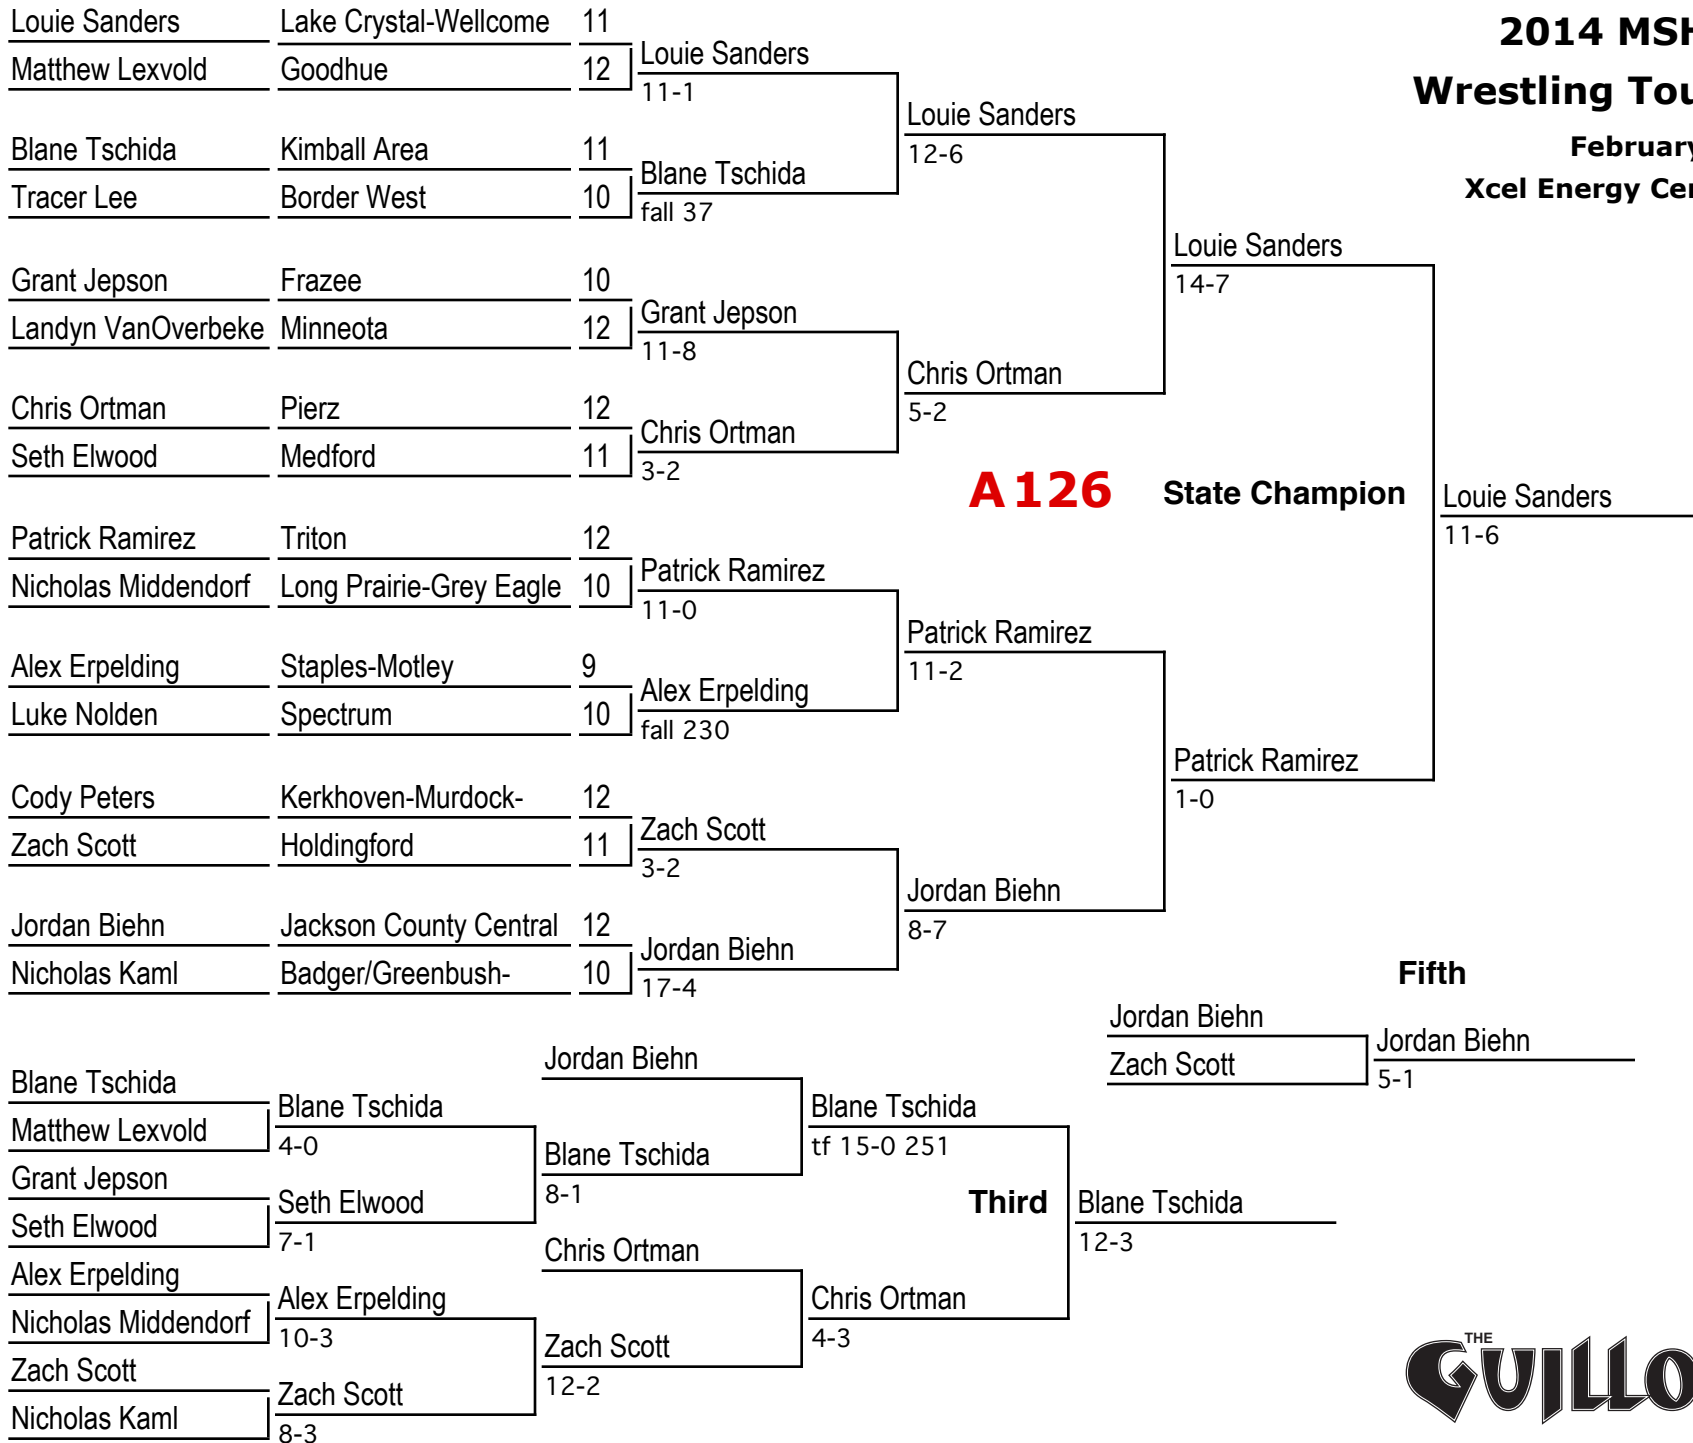 2014 MSH
Wrestling Tou
February
Xcel Energy Cen
Louie Sanders Lake Crystal-Wellcome 11
Matthew Lexvold Goodhue 12
Louie Sanders
11-1
Blane Tschida Kimball Area 11
Tracer Lee Border West 10
Blane Tschida
fall 37
Louie Sanders
12-6
Grant Jepson Frazee 10
Landyn VanOverbeke Minneota 12
Grant Jepson
11-8
Chris Ortman Pierz 12
Seth Elwood Medford 11
Chris Ortman
3-2
Chris Ortman
5-2
Louie Sanders
14-7
A 126 State Champion
Louie Sanders
11-6
Patrick Ramirez Triton 12
Nicholas Middendorf Long Prairie-Grey Eagle 10
Patrick Ramirez
11-0
Alex Erpelding Staples-Motley 9
Luke Nolden Spectrum 10
Alex Erpelding
fall 230
Patrick Ramirez
11-2
Cody Peters Kerkhoven-Murdock- 12
Zach Scott Holdingford 11
Zach Scott
3-2
Jordan Biehn Jackson County Central 12
Nicholas Kaml Badger/Greenbush- 10
Jordan Biehn
17-4
Jordan Biehn
8-7
Patrick Ramirez
1-0
Fifth
Jordan Biehn
Zach Scott
Jordan Biehn
5-1
Blane Tschida
Matthew Lexvold
Blane Tschida
4-0
Grant Jepson
Seth Elwood
Seth Elwood
7-1
Alex Erpelding
Nicholas Middendorf
Alex Erpelding
10-3
Zach Scott
Nicholas Kaml
Zach Scott
8-3
Jordan Biehn
Blane Tschida
8-1
Chris Ortman
Zach Scott
12-2
Blane Tschida
tf 15-0 251
Chris Ortman
4-3
Third
Blane Tschida
12-3
THE
GUILLO